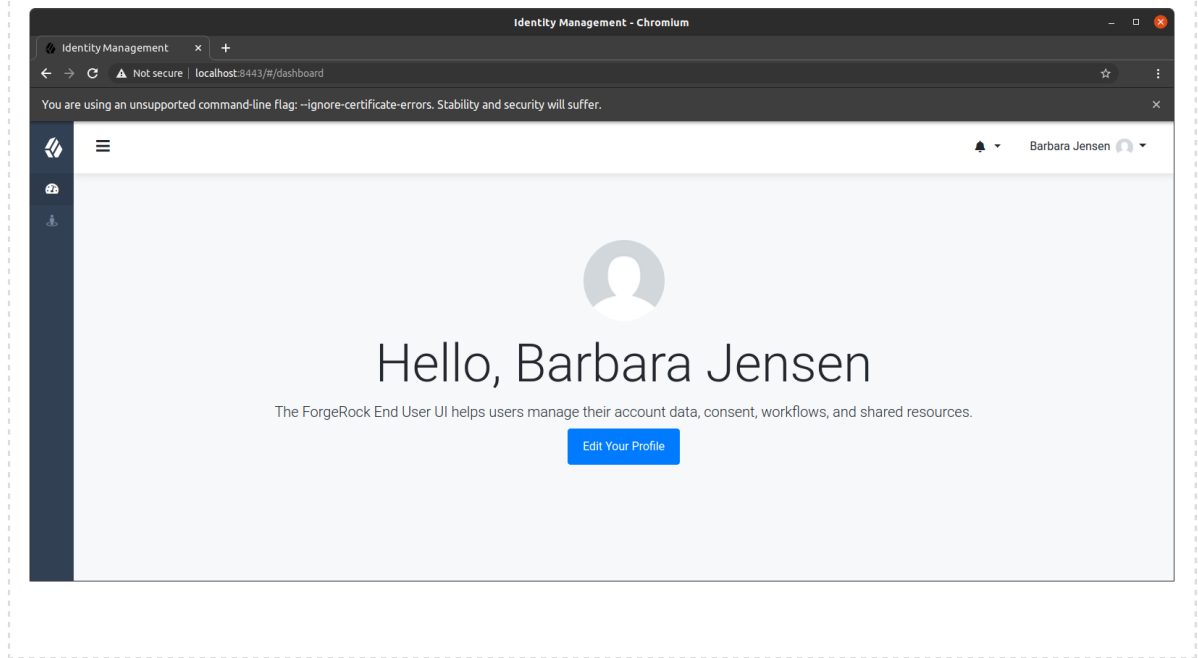 Identity Management - Chromium
Identity Management
Not secure | localhost:8443/#/dashboard
You are using an unsupported command-line flag: --ignore-certificate-errors. Stability and security will suffer.
Barbara Jensen
Hello, Barbara Jensen
The ForgeRock End User UI helps users manage their account data, consent, workflows, and shared resources.
Edit Your Profile